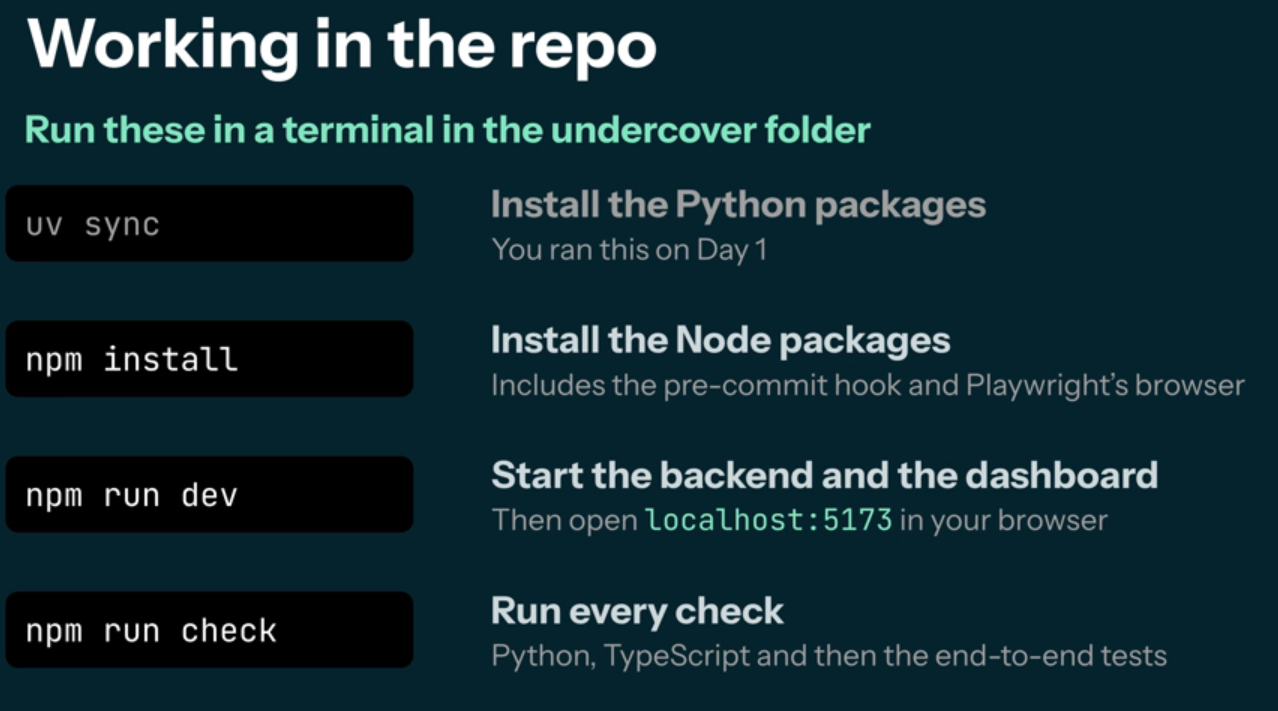 Working in the repo
Run these in a terminal in the undercover folder
uv sync
Install the Python packages
You ran this on Day 1
npm install
Install the Node packages
Includes the pre-commit hook and Playwright’s browser
npm run dev
Start the backend and the dashboard
Then open localhost:5173 in your browser
npm run check
Run every check
Python, TypeScript and then the end-to-end tests